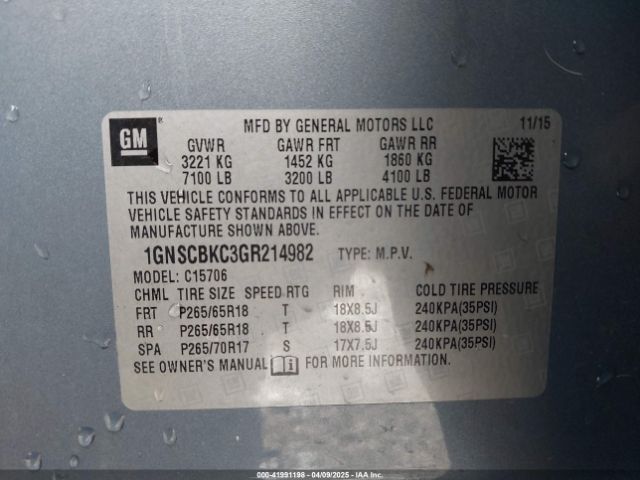 GM
®
MFD BY GENERAL MOTORS LLC 11/15
GVWR GAWR FRT GAWR RR
3221 KG 1452 KG 1860 KG
7100 LB 3200 LB 4100 LB
THIS VEHICLE CONFORMS TO ALL APPLICABLE U.S. FEDERAL MOTOR
VEHICLE SAFETY STANDARDS IN EFFECT ON THE DATE OF
MANUFACTURE SHOWN ABOVE.
1GNSCBKC3GR214982 TYPE: M.P.V.
MODEL: C15706
CHML TIRE SIZE SPEED RTG RIM COLD TIRE PRESSURE
FRT P265/65R18 T 18X8.5J 240KPA(35PSI)
RR P265/65R18 T 18X8.5J 240KPA(35PSI)
SPA P265/70R17 S 17X7.5J 240KPA(35PSI)
SEE OWNER'S MANUAL FOR MORE INFORMATION.
000-41991198 - 04/09/2025 - IAAI.com